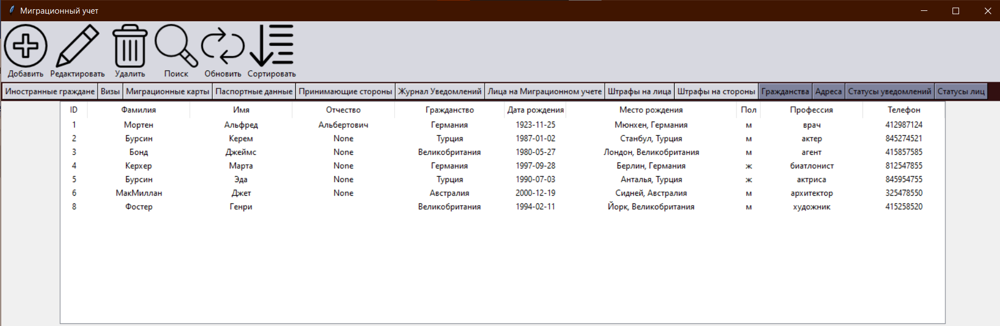 Миграционный учет
Добавить Редактировать Удалить Поиск Обновить Сортировать
Иностранные граждане Визы Миграционные карты Паспортные данные Принимающие стороны Журнал Уведомлений Лица на Миграционном учете Штрафы на лица Штрафы на стороны Гражданства Адреса Статусы уведомлений Статусы лиц
ID Фамилия Имя Отчество Гражданство Дата рождения Место рождения Пол Профессия Телефон
1 Мортен Альфред Альбертович Германия 1923-11-25 Мюнхен, Германия м врач 412987124
2 Бурсин Керем None Турция 1987-01-02 Станбул, Турция м актер 845274521
3 Бонд Джеймс None Великобритания 1980-05-27 Лондон, Великобритания м агент 415857585
4 Керхер Марта None Германия 1997-09-28 Берлин, Германия ж биатлонист 812547855
5 Бурсин Эда None Турция 1990-07-03 Анталья, Турция ж актриса 845954755
6 МакМиллан Джет None Австралия 2000-12-19 Сидней, Австралия м архитектор 325478550
8 Фостер Генри Великобритания 1994-02-11 Йорк, Великобритания м художник 415258520